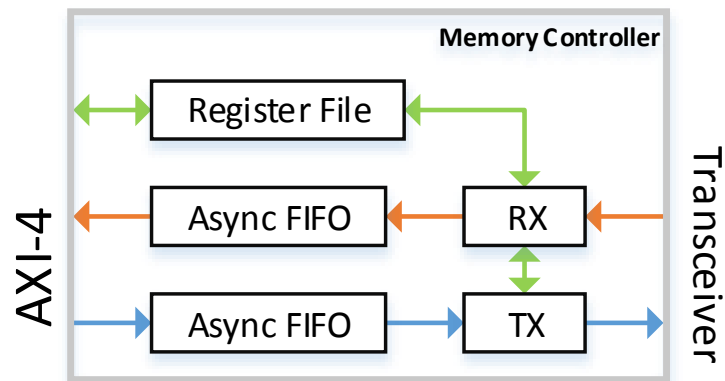 Memory Controller
Register File
Async FIFO
RX
Async FIFO
TX
AXI-4
Transceiver